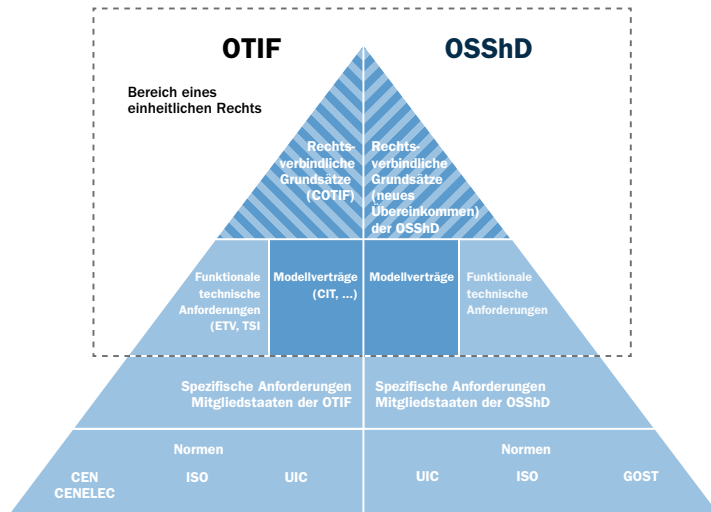 OTIF
OSShD
Bereich eines
einheitlichen Rechts
Rechts-
verbindliche
Grundsätze
(COTIF)
Rechts-
verbindliche
Grundsätze
(neues
Übereinkommen)
der OSShD
Funktionale
technische
Anforderungen
(ETV, TSI
Modellverträge
(CIT, ...)
Modellverträge
Funktionale
technische
Anforderungen
Spezifische Anforderungen
Mitgliedstaaten der OTIF
Spezifische Anforderungen
Mitgliedstaaten der OSShD
Normen
CEN
CENELEC
ISO
UIC
Normen
UIC
ISO
GOST